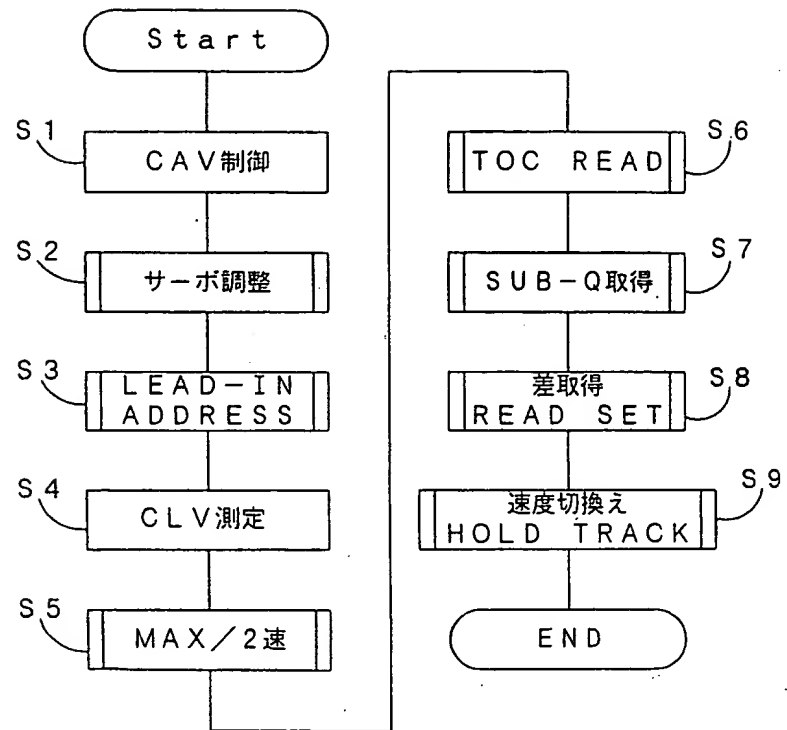 Start
S1
CAV制御
S2
サーボ調整
S3
LEAD-IN
ADDRESS
S4
CLV測定
S5
MAX/2速
S6
TOC READ
S7
SUB-Q取得
S8
差取得
READ SET
S9
速度切換え
HOLD TRACK
END